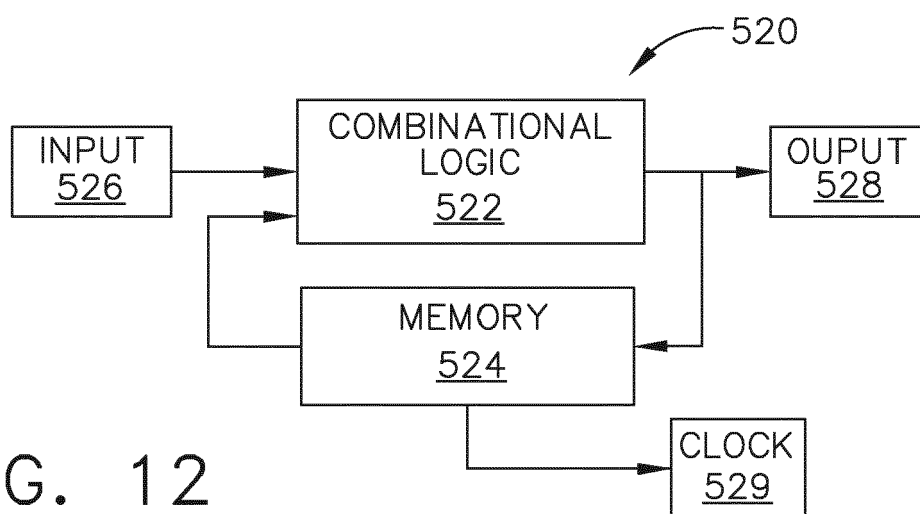 520
INPUT
526
COMBINATIONAL
LOGIC
522
OUPUT
528
MEMORY
524
CLOCK
529
G. 12